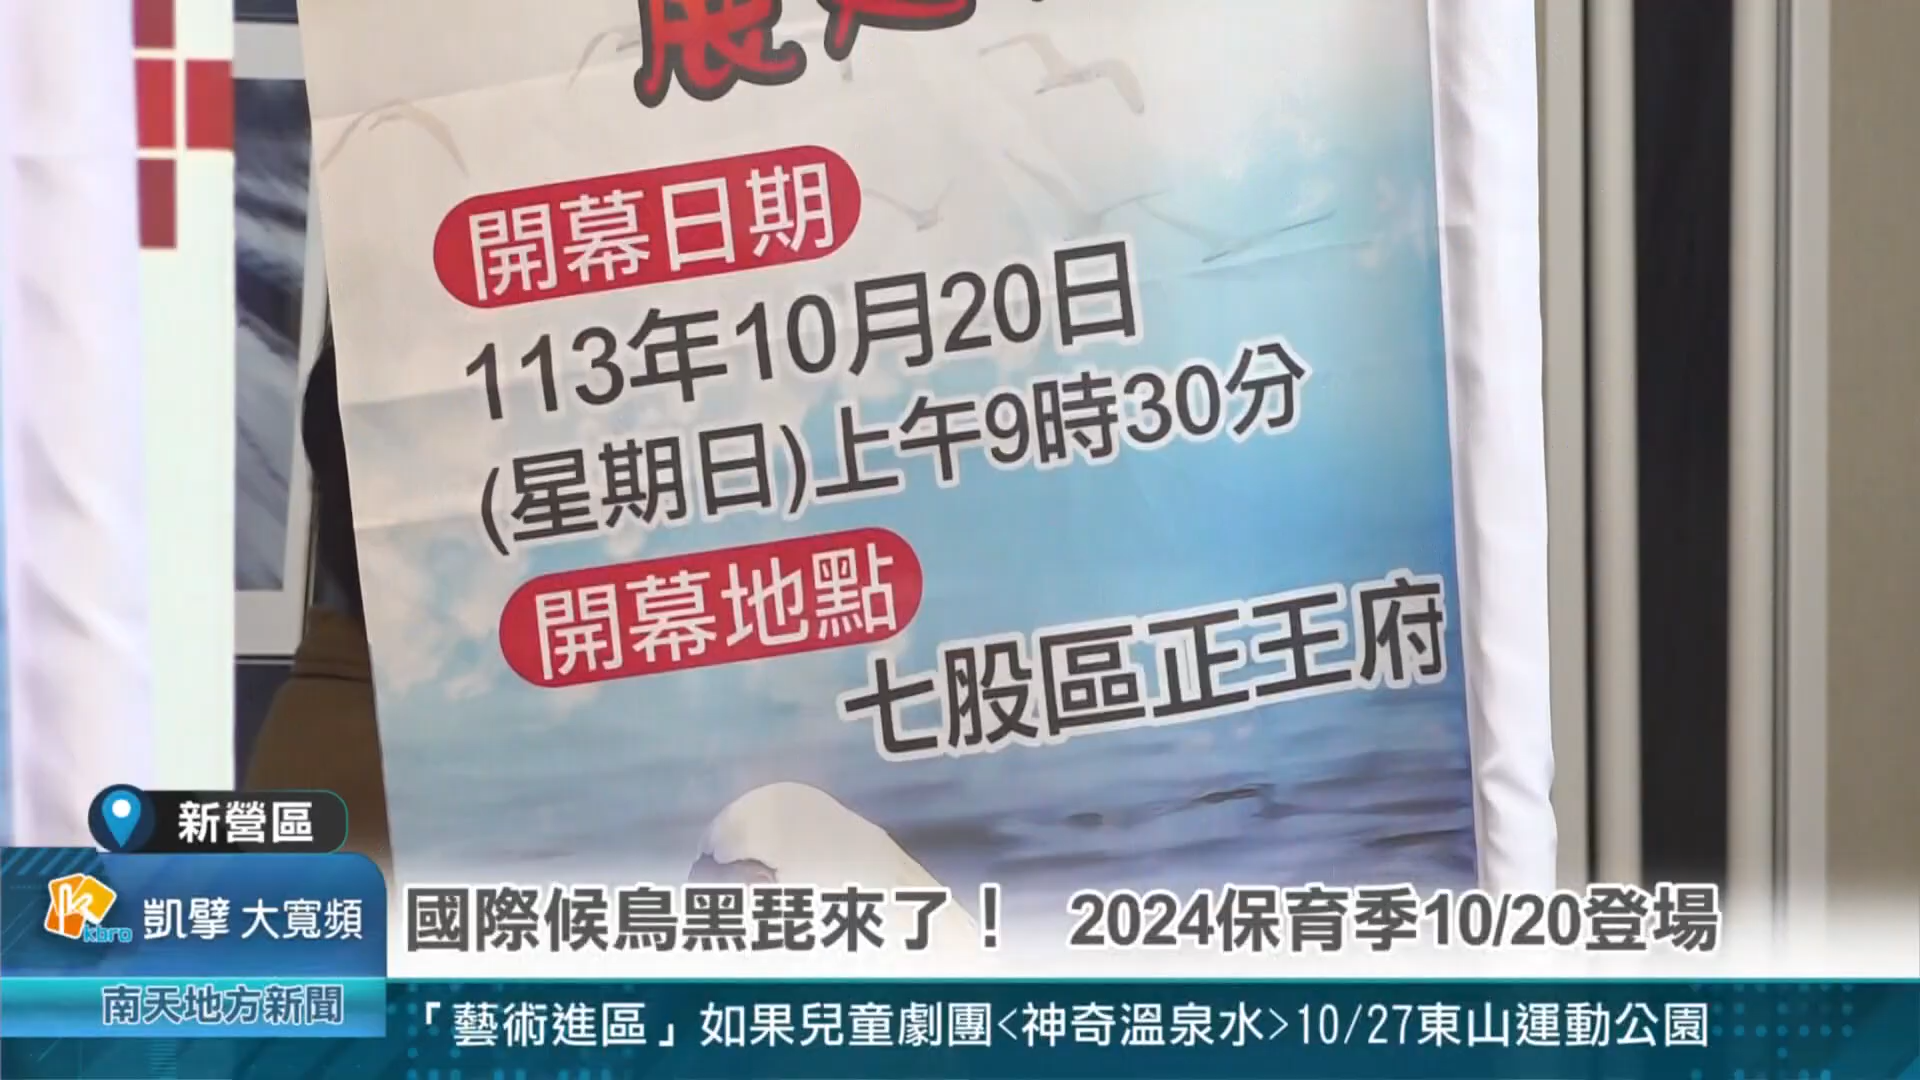 展
開幕日期
113年10月20日
(星期日)上午9時30分
開幕地點
七股區正王府
新營區
kbro 凱擘大寬頻
國際候鳥黑琵來了！ 2024保育季10/20登場
南天地方新聞
「藝術進區」如果兒童劇團<神奇溫泉水>10/27東山運動公園